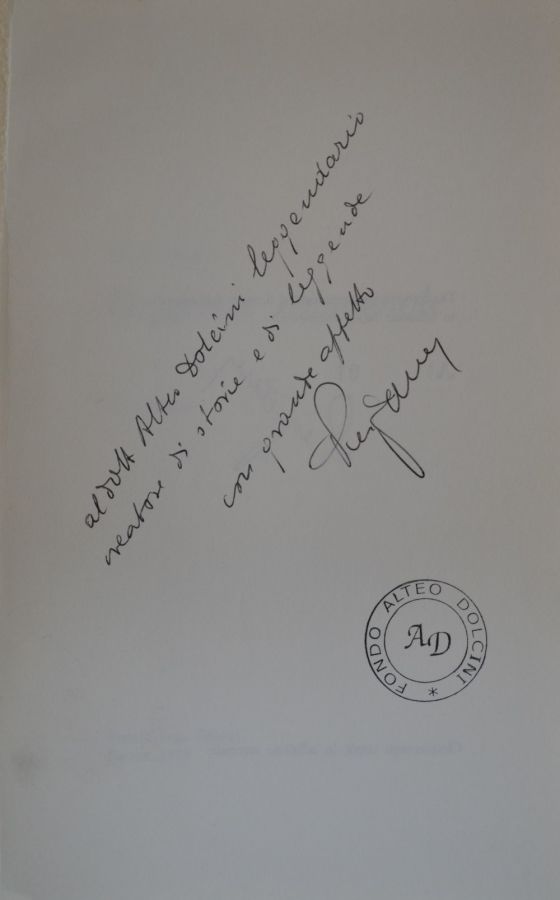 al dott Alteo Dolcini leggendario
creatore di storie e di leggende
con grande affetto
FONDO ALTEO DOLCINI *
AD